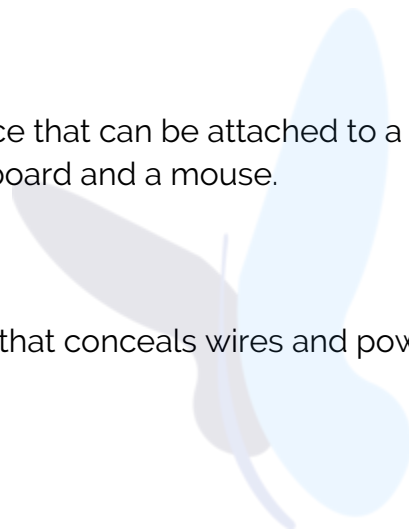 ce that can be attached to a
board and a mouse.
that conceals wires and pow